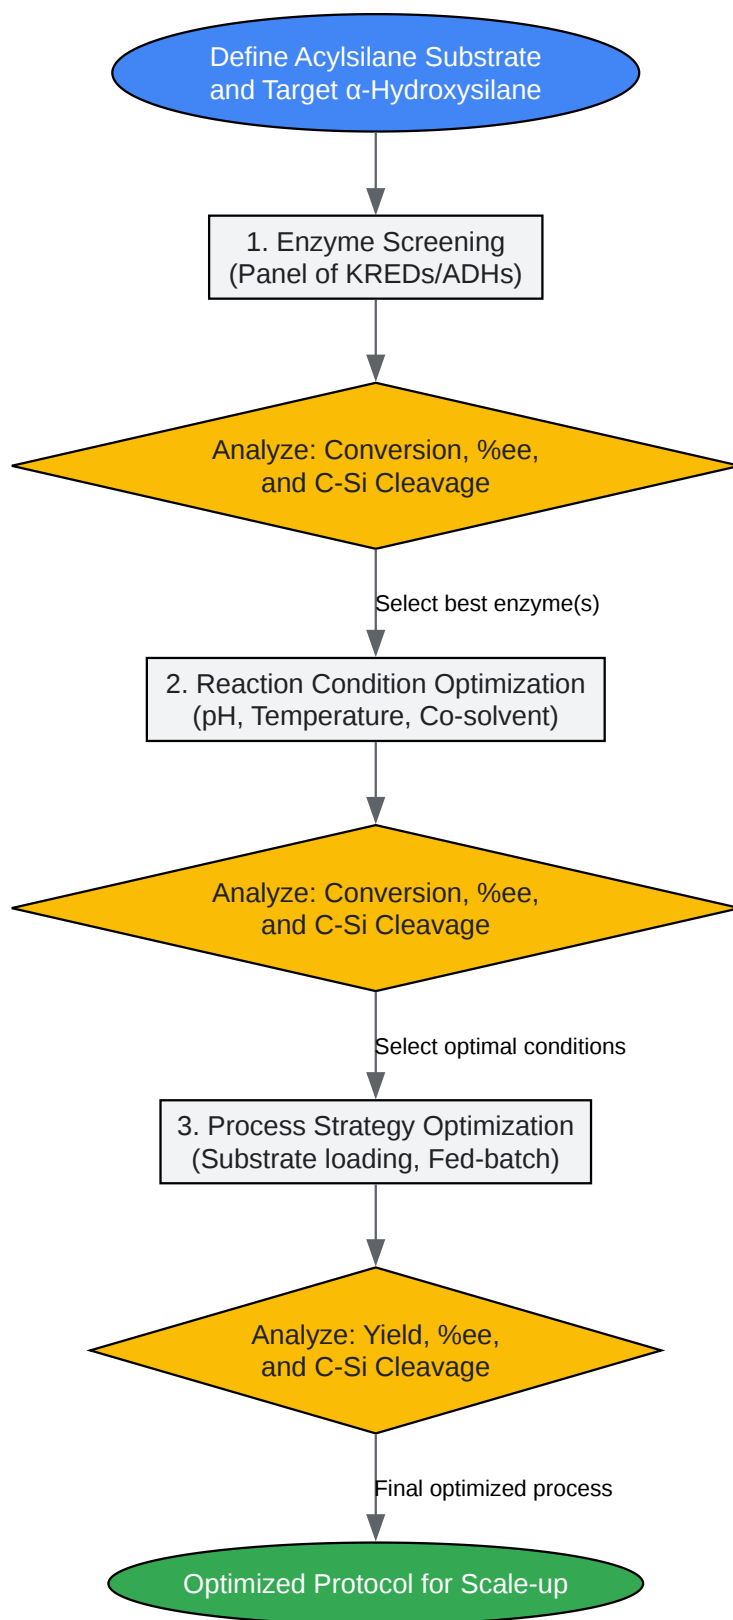 Define Acylsilane Substrate
and Target α-Hydroxysilane
1. Enzyme Screening
(Panel of KREDs/ADHs)
Analyze: Conversion, %ee,
and C-Si Cleavage
Select best enzyme(s)
2. Reaction Condition Optimization
(pH, Temperature, Co-solvent)
Analyze: Conversion, %ee,
and C-Si Cleavage
Select optimal conditions
3. Process Strategy Optimization
(Substrate loading, Fed-batch)
Analyze: Yield, %ee,
and C-Si Cleavage
Final optimized process
Optimized Protocol for Scale-up